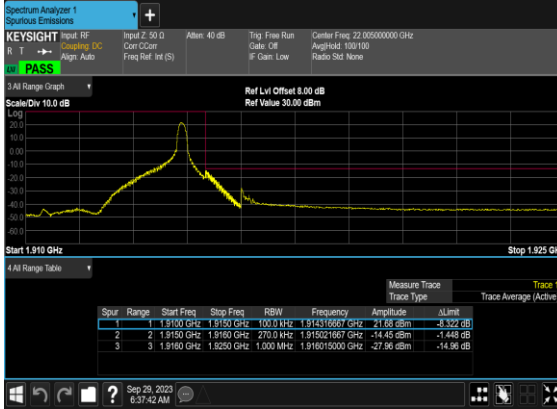 Spectrum Analyzer 1
Spurious Emissions
KEYSIGHT Input: RF Input Z: 50 Ω Atten: 40 dB Trig: Free Run Center Freq: 22.005000000 GHz
R T Coupling: DC Corr CCorr Gate: Off Avg|Hold: 100/100
Align: Auto Freq Ref: Int (S) IF Gain: Low Radio Std: None
PASS
3 All Range Graph
Ref Lvl Offset 8.00 dB
Scale/Div 10.0 dB Ref Value 30.00 dBm
Log
20.0
10.0
0.00
-10.0
-20.0
-30.0
-40.0
-50.0
-60.0
Start 1.910 GHz Stop 1.925 GH
4 All Range Table
Measure Trace Trace 1
Trace Type Trace Average (Active
Spur Range Start Freq Stop Freq RBW Frequency Amplitude ΔLimit
1 1 1.9100 GHz 1.9150 GHz 100.0 kHz 1.914316667 GHz 21.68 dBm -8.322 dB
2 2 1.9150 GHz 1.9160 GHz 270.0 kHz 1.915021667 GHz -14.45 dBm -1.448 dB
3 3 1.9160 GHz 1.9250 GHz 1.000 MHz 1.916015000 GHz -27.96 dBm -14.96 dB
Sep 29, 2023
6:37:42 AM